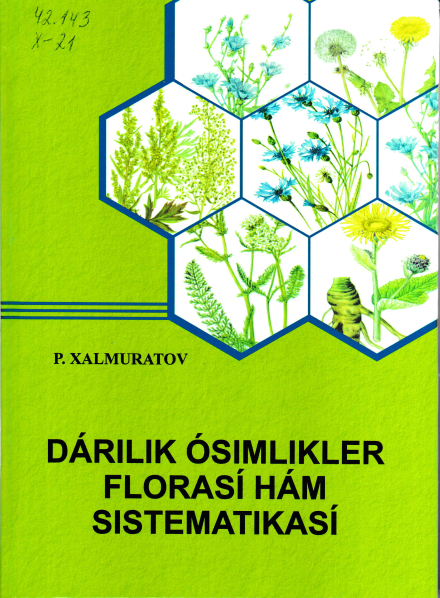 42.143
X-21
P. XALMURATOV
DÁRILIK ÓSIMLIKLER
FLORASÍ HÁM
SISTEMATIKASÍ